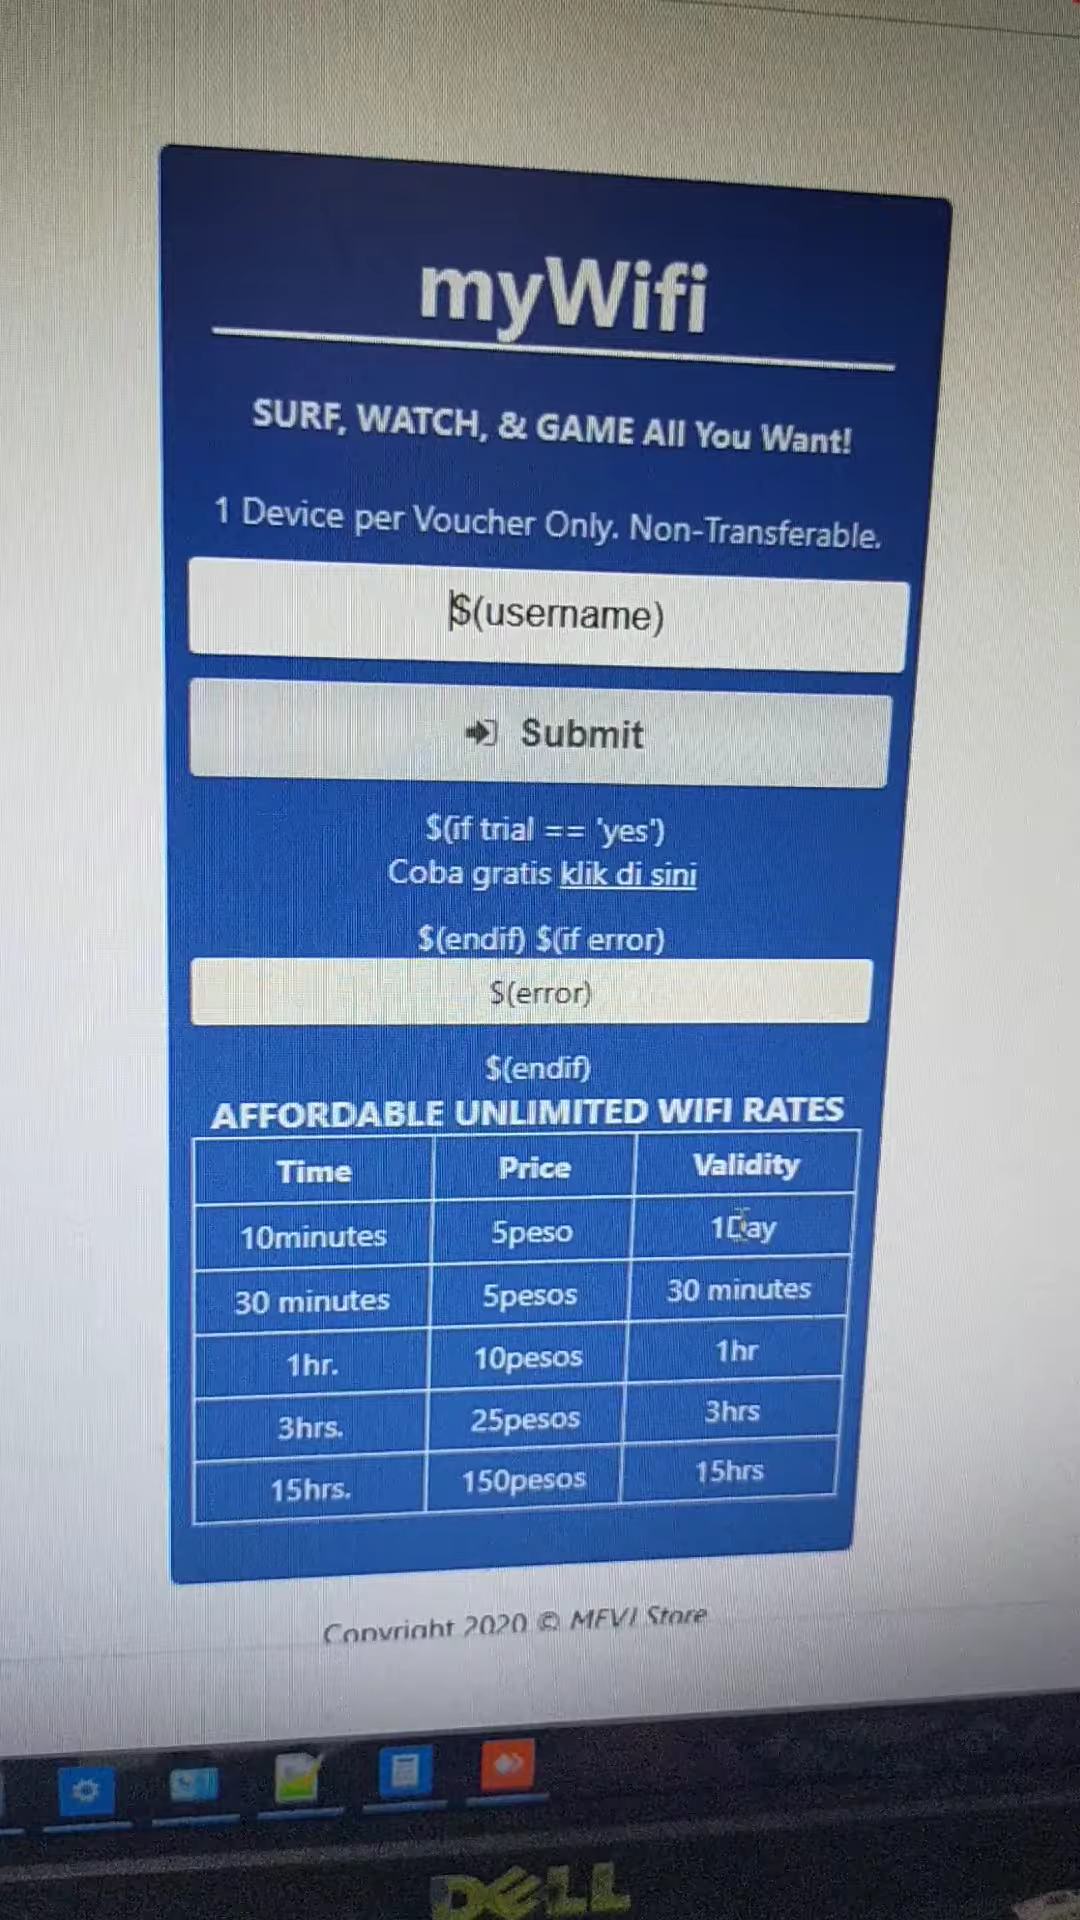 myWifi
SURF, WATCH, & GAME All You Want!
1 Device per Voucher Only. Non-Transferable.
$(username)
Submit
$(if trial == 'yes')
Coba gratis klik di sini
$(endif) $(if error)
$(error)
$(endif)
AFFORDABLE UNLIMITED WIFI RATES
Time Price Validity
10minutes 5peso 1Day
30 minutes 5pesos 30 minutes
1hr. 10pesos 1hr
3hrs. 25pesos 3hrs
15hrs. 150pesos 15hrs
Copyright 2020 © MFVI Store
DELL